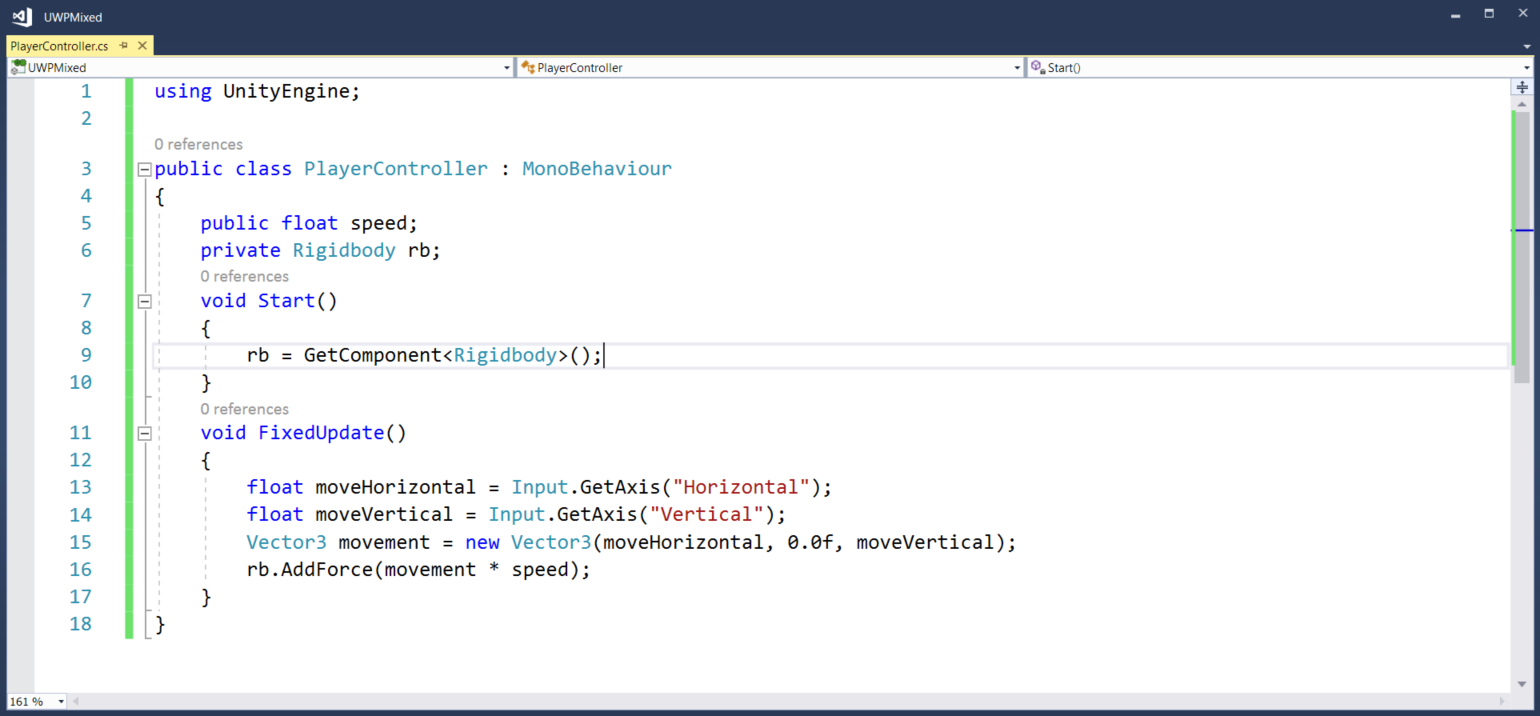 UWPMixed
PlayerController.cs
UWPMixed PlayerController Start()
1 using UnityEngine;
2
0 references
3 public class PlayerController : MonoBehaviour
4 {
5 public float speed;
6 private Rigidbody rb;
0 references
7 void Start()
8 {
9 rb = GetComponent<Rigidbody>();
10 }
0 references
11 void FixedUpdate()
12 {
13 float moveHorizontal = Input.GetAxis("Horizontal");
14 float moveVertical = Input.GetAxis("Vertical");
15 Vector3 movement = new Vector3(moveHorizontal, 0.0f, moveVertical);
16 rb.AddForce(movement * speed);
17 }
18 }
161 %